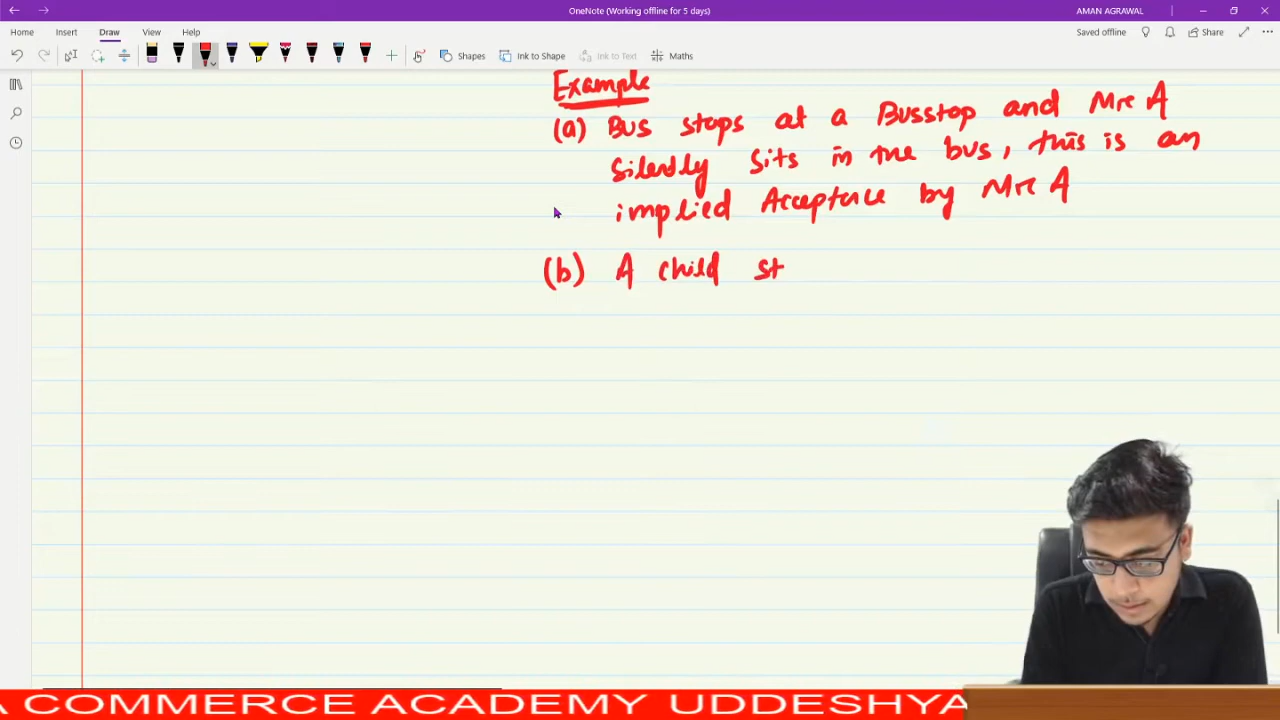 OneNote (Working offline for 5 days)
AMAN AGRAWAL
Home Insert Draw View Help
Saved offline Share
Shapes Ink to Shape Ink to Text Maths
Example
(a) Bus stops at a Busstop and Mr A
silently sits in the bus, this is an
implied Acceptance by Mr A
(b) A child st
A COMMERCE ACADEMY UDDESHYA